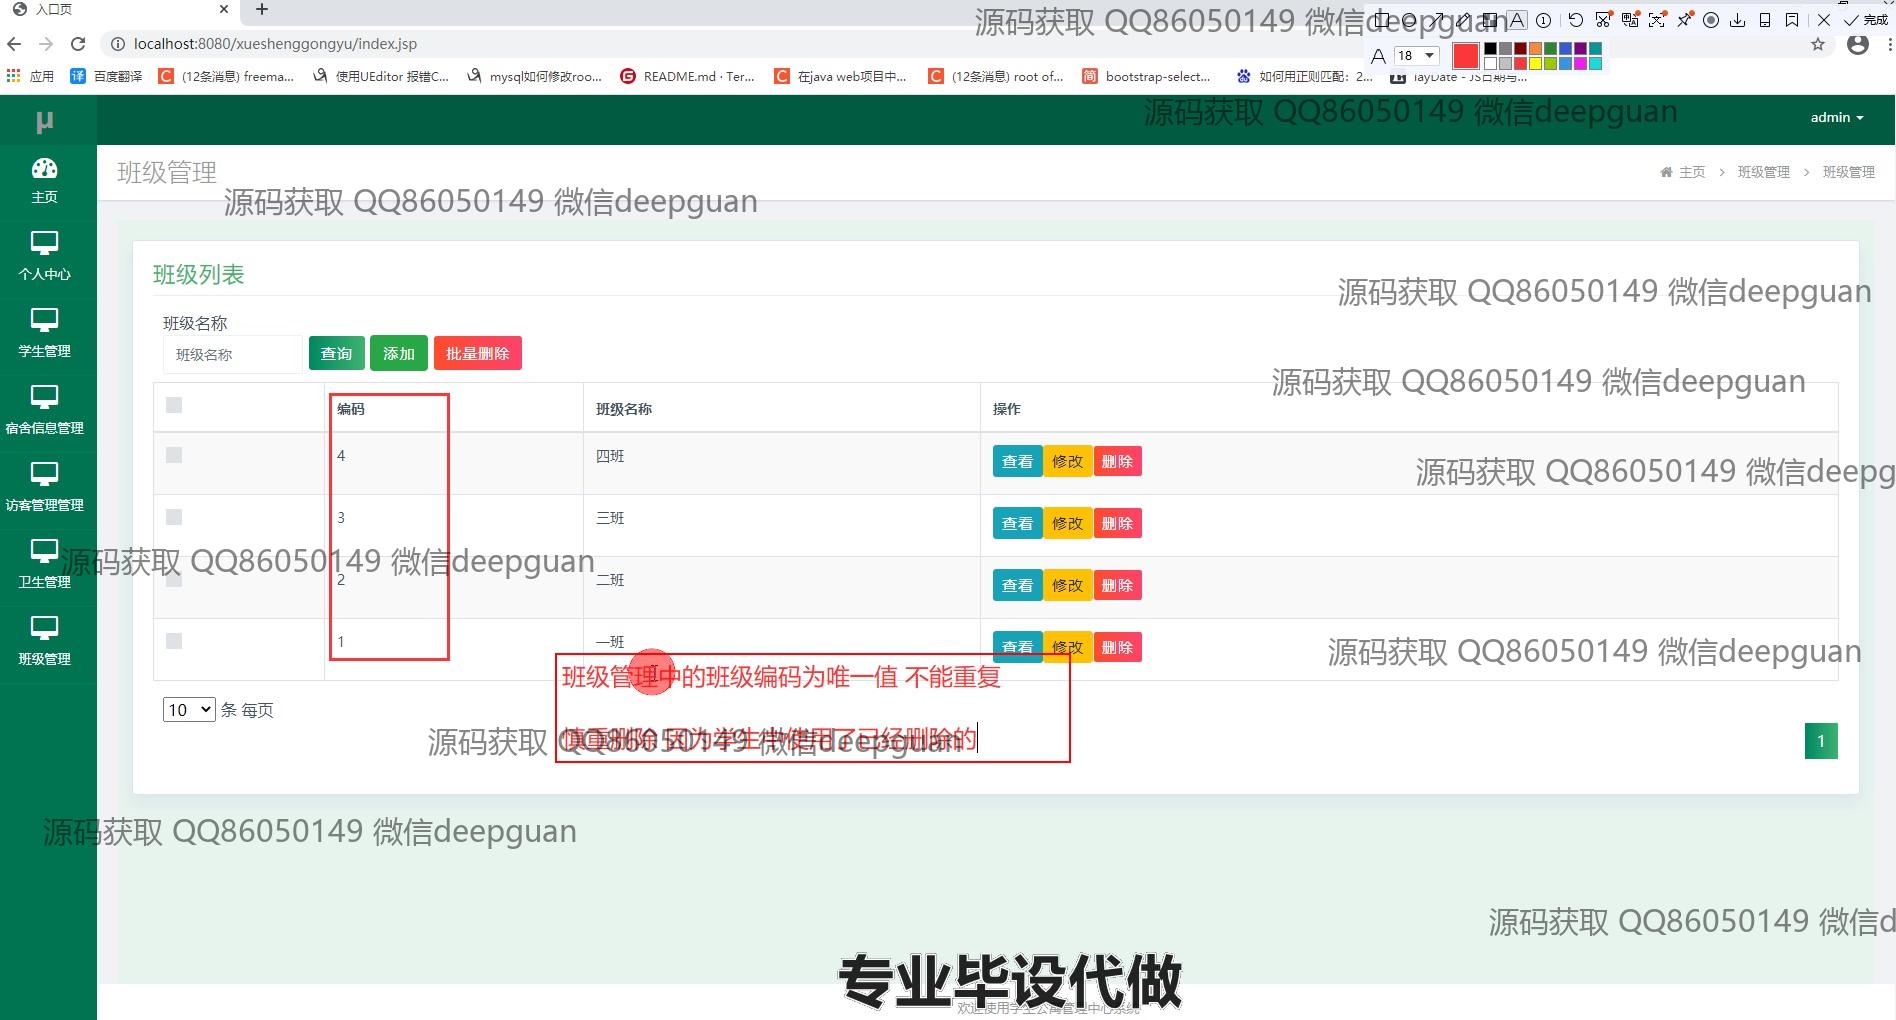 入口页
localhost:8080/xueshenggongyu/index.jsp
完成
18
应用
百度翻译
(12条消息) freema...
使用UEditor 报错C...
mysql如何修改roo...
README.md · Ter...
在java web项目中...
(12条消息) root of...
bootstrap-select...
如何用正则匹配：2...
layDate - JS日期与...
源码获取 QQ86050149 微信deepguan
源码获取 QQ86050149 微信deepguan
μ
admin
主页
个人中心
学生管理
宿舍信息管理
访客管理管理
卫生管理
班级管理
班级管理
主页 > 班级管理 > 班级管理
源码获取 QQ86050149 微信deepguan
班级列表
源码获取 QQ86050149 微信deepguan
班级名称
班级名称 查询 添加 批量删除
源码获取 QQ86050149 微信deepguan
编码 班级名称 操作
4 四班 查看 修改 删除
源码获取 QQ86050149 微信deepg
3 三班 查看 修改 删除
源码获取 QQ86050149 微信deepguan
2 二班 查看 修改 删除
1 一班 查看 修改 删除
源码获取 QQ86050149 微信deepguan
班级管理中的班级编码为唯一值 不能重复
10 条 每页
慎重删除 因为学生中使用了已经删除的
源码获取 QQ86050149 微信deepguan
1
源码获取 QQ86050149 微信deepguan
源码获取 QQ86050149 微信d
专业毕设代做
欢迎使用学生公寓管理中心系统